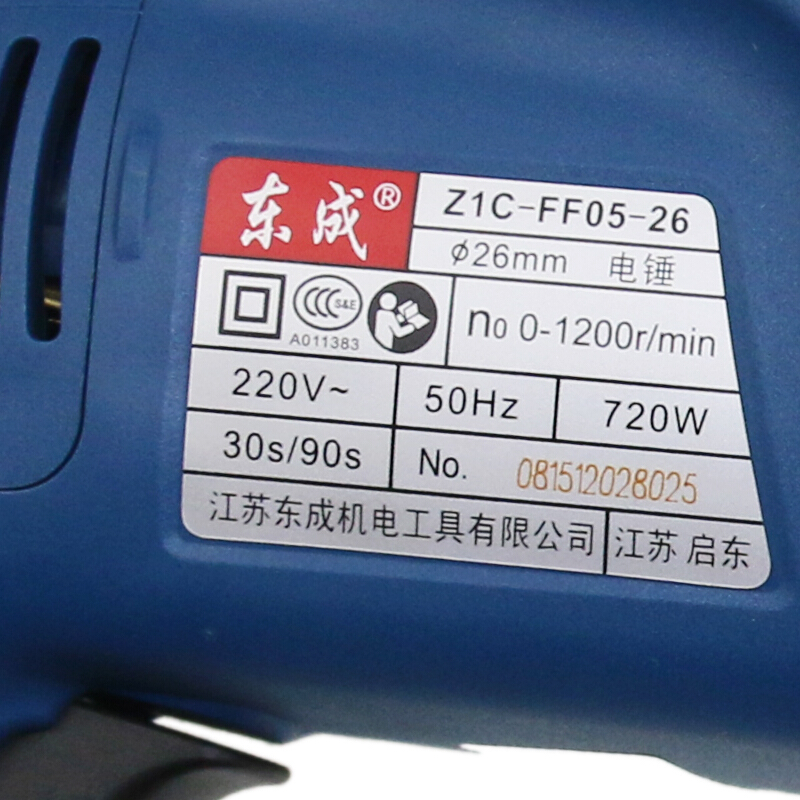 东成®
Z1C-FF05-26
φ26mm 电锤
CCC S&E
A011383
n₀ 0-1200r/min
220V~ 50Hz 720W
30s/90s No. 081512028025
江苏东成机电工具有限公司 江苏 启东